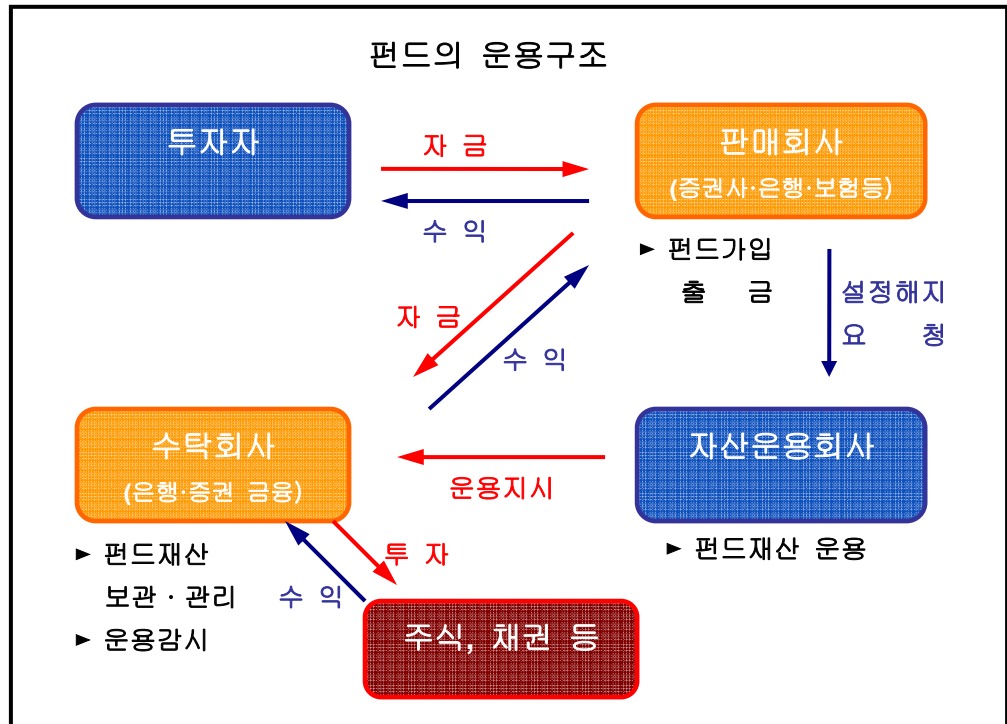 펀드의 운용구조
투자자
자 금
수 익
판매회사
(증권사·은행·보험등)
► 펀드가입
출 금
설정해지
요 청
자 금
수 익
수탁회사
(은행·증권 금융)
운용지시
자산운용회사
► 펀드재산
보관 · 관리
► 운용감시
투 자
수 익
► 펀드재산 운용
주식, 채권 등